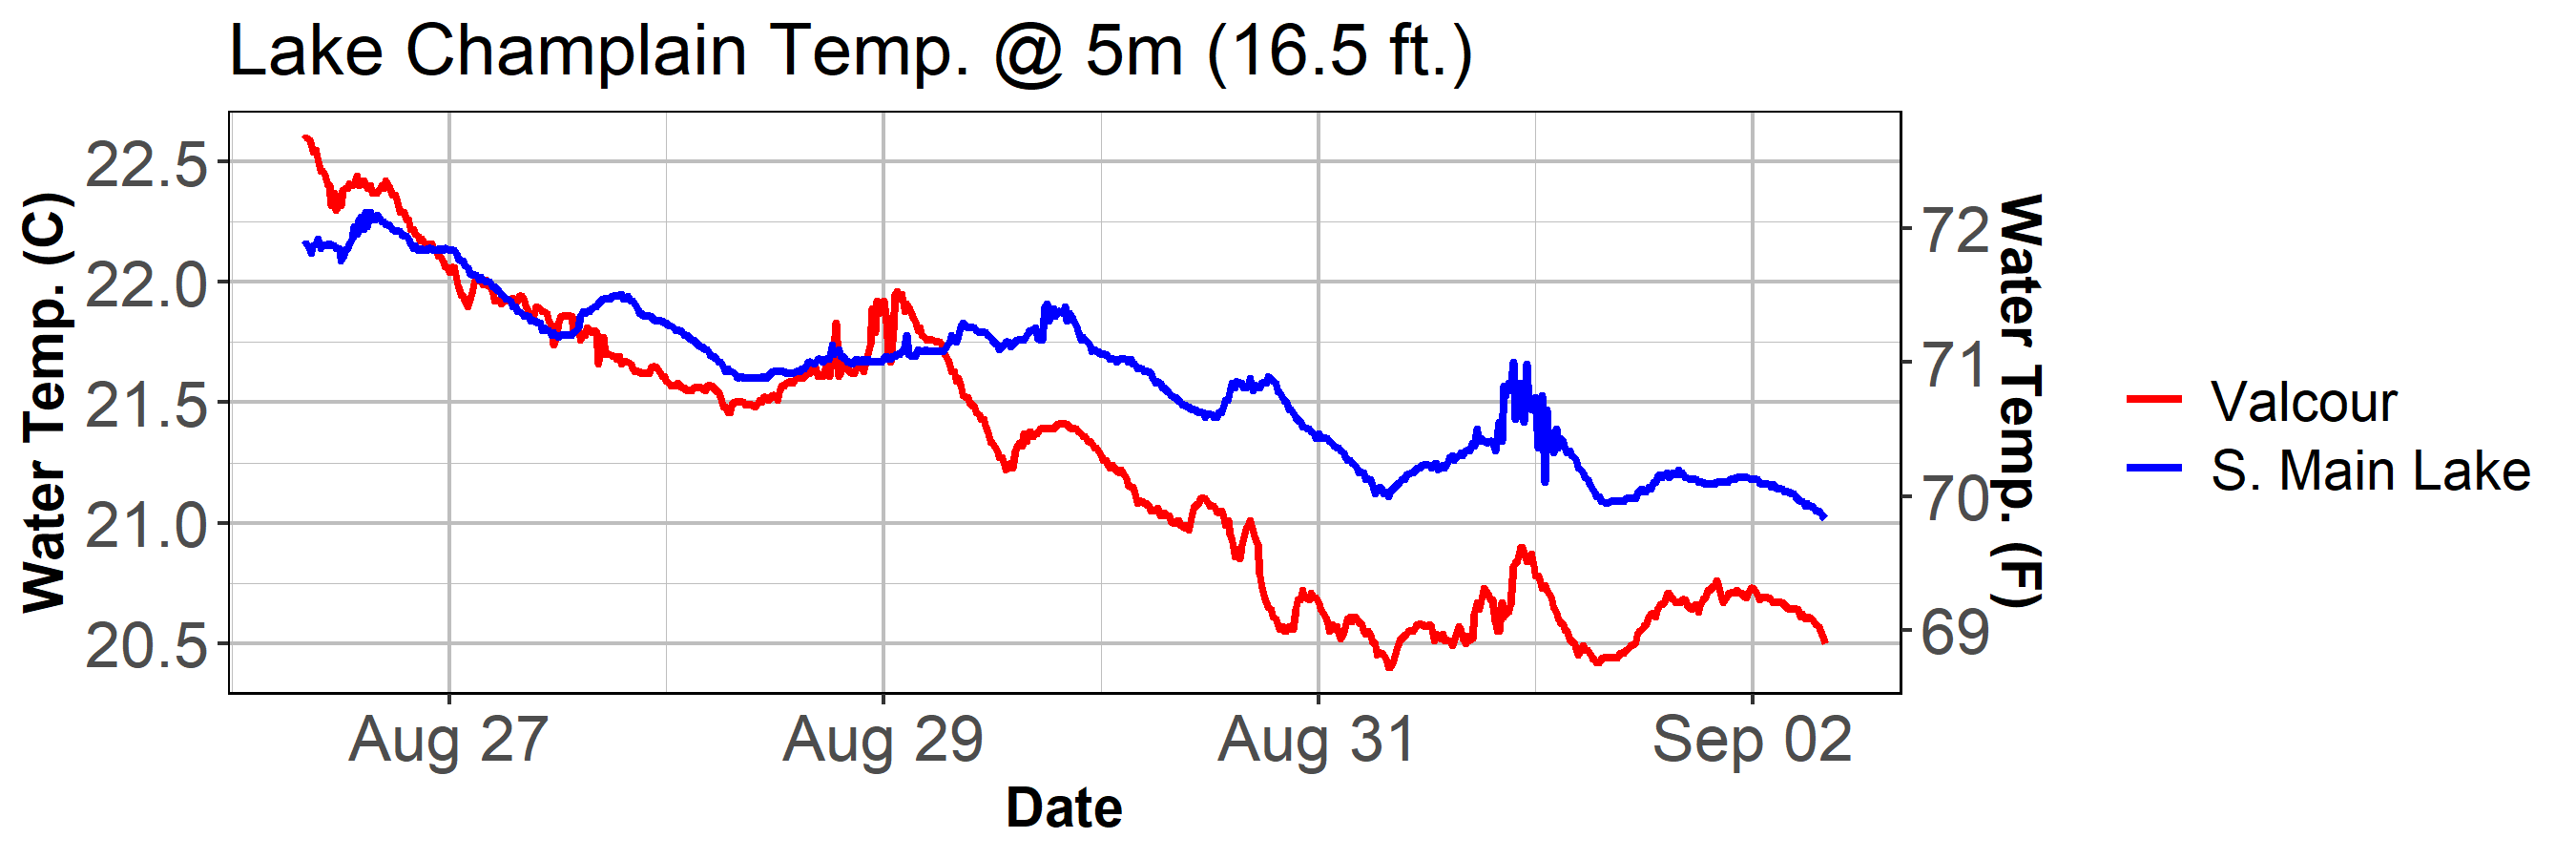 Lake Champlain Temp. @ 5m (16.5 ft.)
Water Temp. (C)
22.5
22.0
21.5
21.0
20.5
72
71
70
69
Water Temp. (F)
Aug 27
Aug 29
Aug 31
Sep 02
Date
Valcour
S. Main Lake